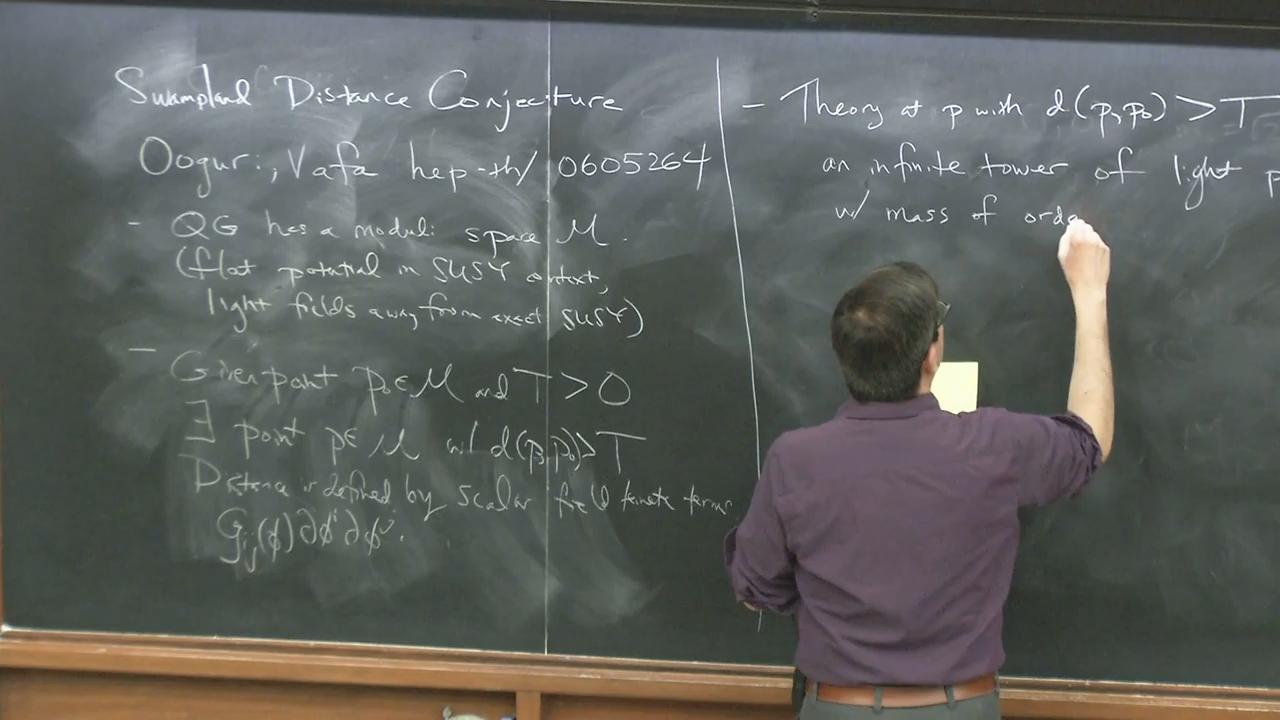 Swampland Distance Conjecture
Ooguri, Vafa hep-th/0605264
- QG has a moduli space M.
(flat potential in SUSY context,
light fields away from exact SUSY)
- Given point p₀∈M and T>0
∃ point p∈M w/ d(p,p₀)>T
Distance is defined by scalar field kinetic terms
Gᵢⱼ(ϕ)∂ϕⁱ∂ϕʲ.
- Theory at p with d(p,p₀)>T
an infinite tower of light p
w/ mass of orde